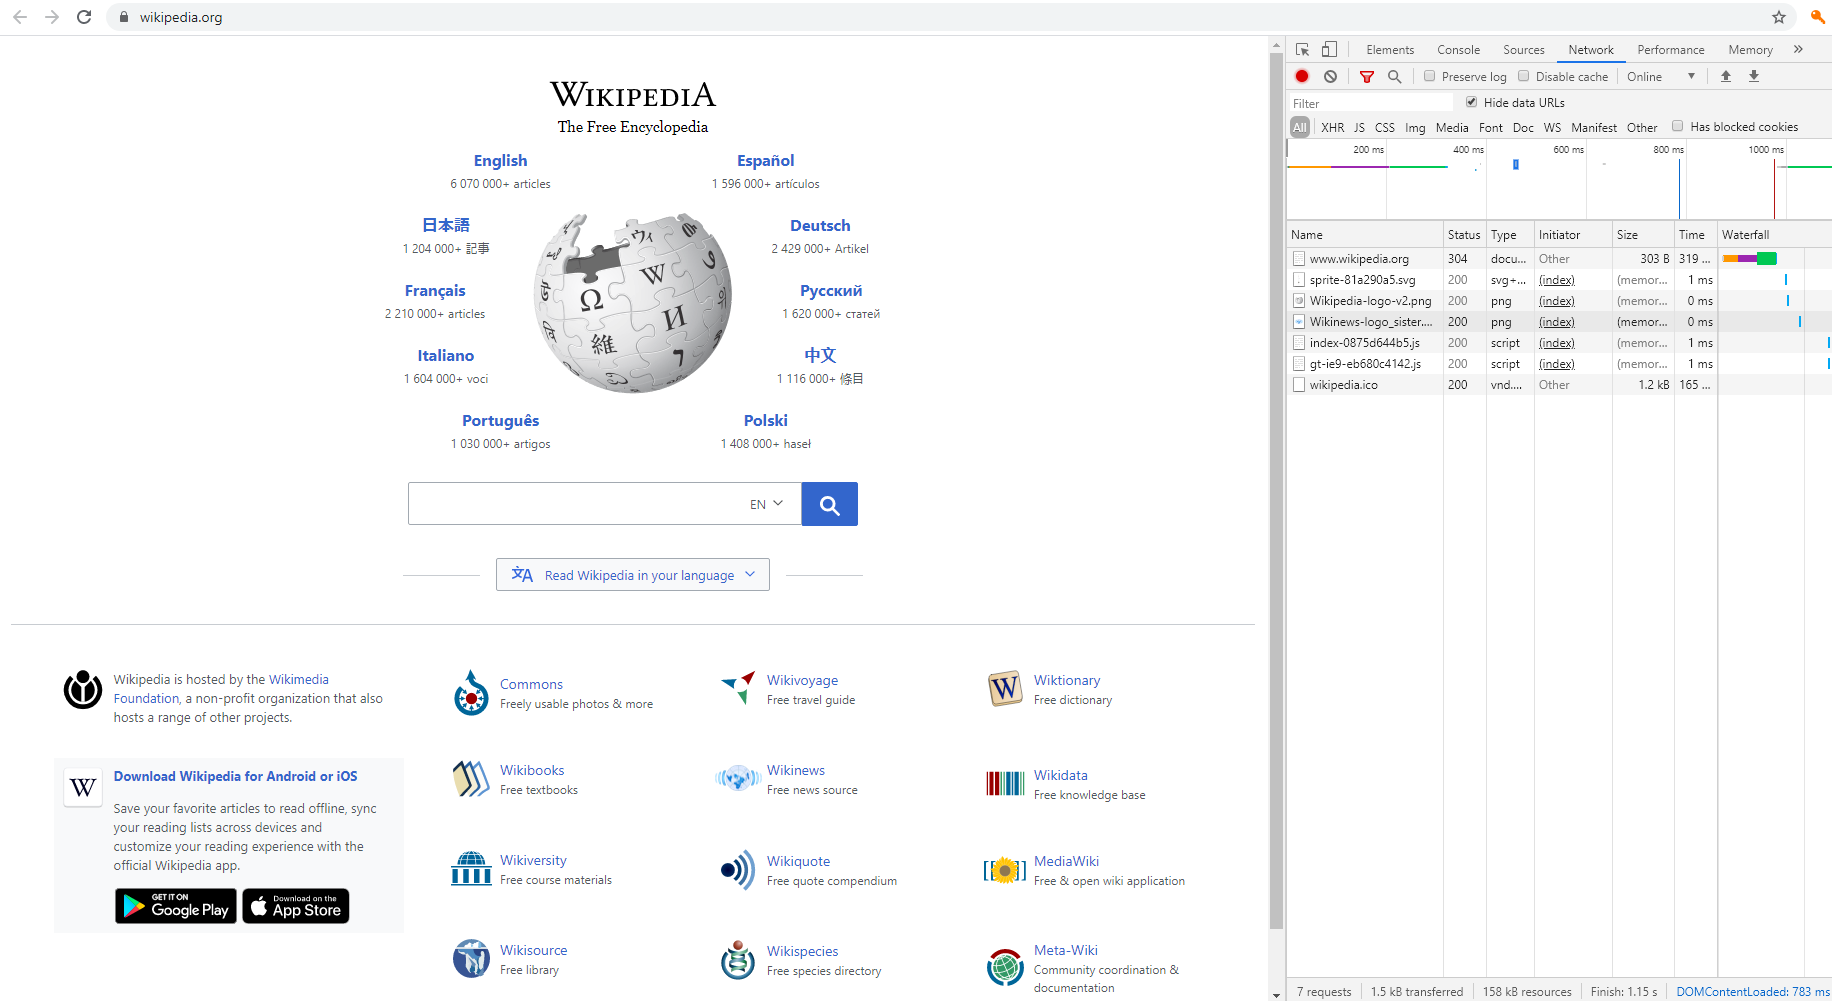 wikipedia.org
WIKIPEDIA
The Free Encyclopedia
English
6 070 000+ articles
Español
1 596 000+ artículos
日本語
1 204 000+ 記事
Deutsch
2 429 000+ Artikel
Français
2 210 000+ articles
Русский
1 620 000+ статей
Italiano
1 604 000+ voci
中文
1 116 000+ 條目
Português
1 030 000+ artigos
Polski
1 408 000+ haseł
Ω W И 維 ウィ 7
EN
Read Wikipedia in your language
Wikipedia is hosted by the Wikimedia
Foundation, a non-profit organization that also
hosts a range of other projects.
W
Download Wikipedia for Android or iOS
Save your favorite articles to read offline, sync
your reading lists across devices and
customize your reading experience with the
official Wikipedia app.
GET IT ON
Google Play
Download on the
App Store
Commons
Freely usable photos & more
Wikivoyage
Free travel guide
W
Wiktionary
Free dictionary
Wikibooks
Free textbooks
Wikinews
Free news source
Wikidata
Free knowledge base
Wikiversity
Free course materials
Wikiquote
Free quote compendium
MediaWiki
Free & open wiki application
Wikisource
Free library
Wikispecies
Free species directory
Meta-Wiki
Community coordination &
documentation
Elements Console Sources Network Performance Memory »
Preserve log Disable cache Online
Filter Hide data URLs
All XHR JS CSS Img Media Font Doc WS Manifest Other Has blocked cookies
200 ms 400 ms 600 ms 800 ms 1000 ms
Name Status Type Initiator Size Time Waterfall
www.wikipedia.org 304 docu... Other 303 B 319 ...
sprite-81a290a5.svg 200 svg+... (index) (memor... 1 ms
Wikipedia-logo-v2.png 200 png (index) (memor... 0 ms
Wikinews-logo_sister.... 200 png (index) (memor... 0 ms
index-0875d644b5.js 200 script (index) (memor... 1 ms
gt-ie9-eb680c4142.js 200 script (index) (memor... 1 ms
wikipedia.ico 200 vnd.... Other 1.2 kB 165 ...
7 requests 1.5 kB transferred 158 kB resources Finish: 1.15 s DOMContentLoaded: 783 ms